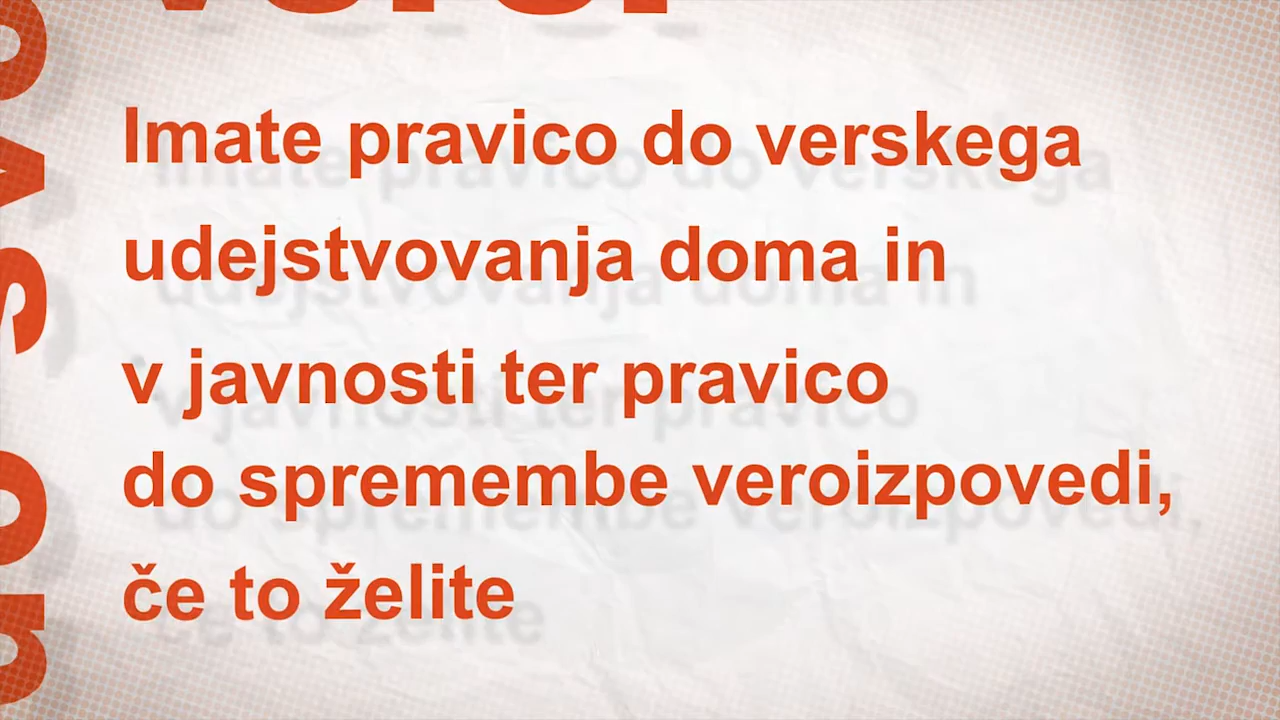 Imate pravico do verskega
udejstvovanja doma in
v javnosti ter pravico
do spremembe veroizpovedi,
če to želite